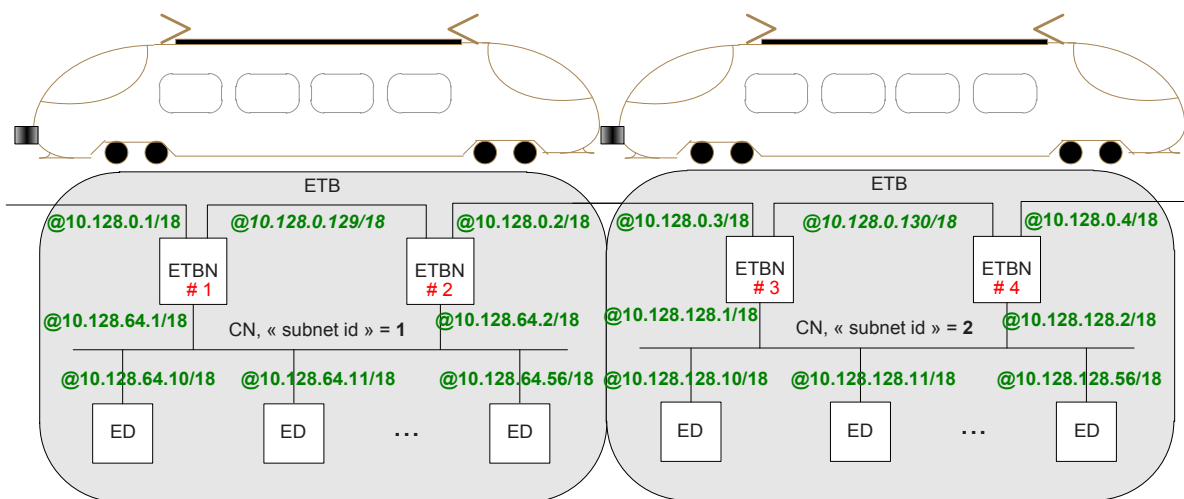 ETB ETB
@10.128.0.1/18 @10.128.0.129/18 @10.128.0.2/18 @10.128.0.3/18 @10.128.0.130/18 @10.128.0.4/18
ETBN ETBN ETBN ETBN
# 1 # 2 # 3 # 4
@10.128.64.1/18 @10.128.64.2/18 @10.128.128.1/18 @10.128.128.2/18
CN, « subnet id » = 1 CN, « subnet id » = 2
@10.128.64.10/18 @10.128.64.11/18 @10.128.64.56/18 @10.128.128.10/18 @10.128.128.11/18 @10.128.128.56/18
ED ED ... ED ED ED ... ED